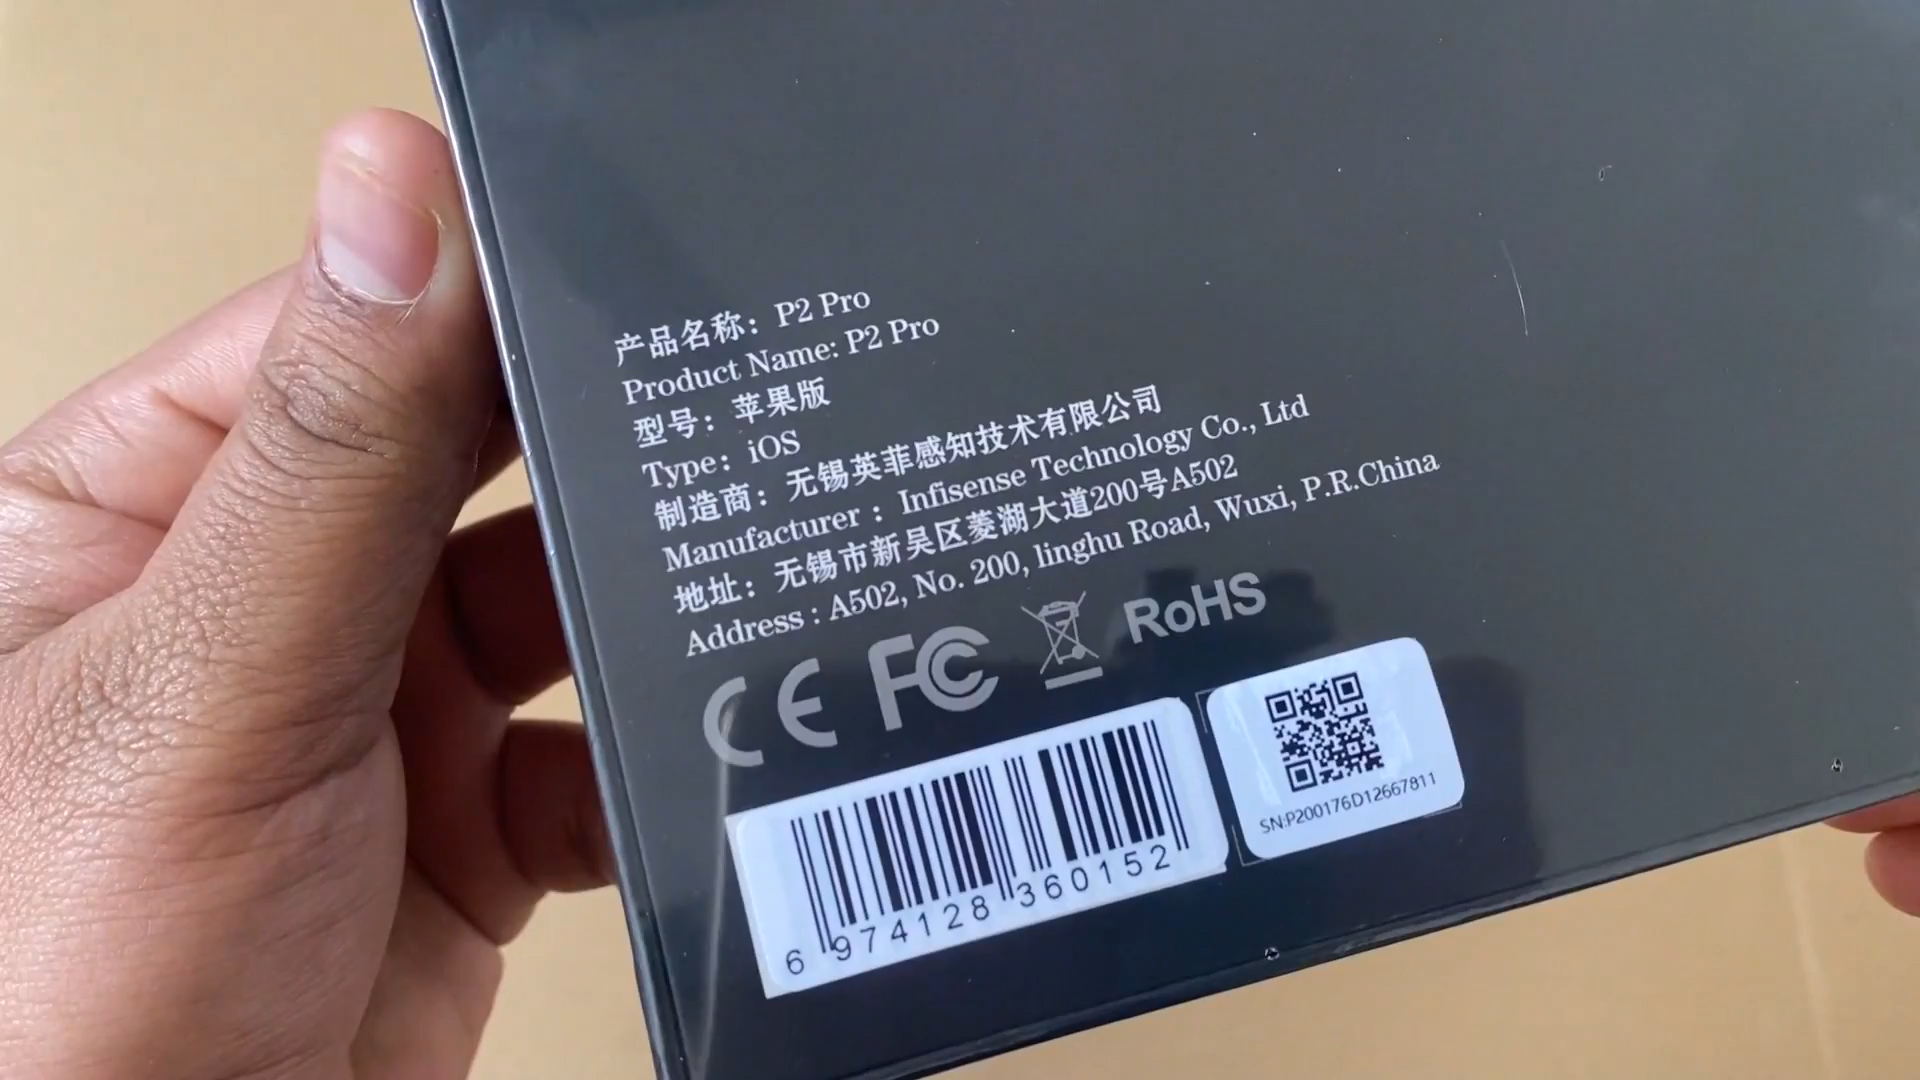 产品名称：P2 Pro
Product Name: P2 Pro
型号：苹果版
Type：iOS
制造商：无锡英菲感知技术有限公司
Manufacturer：Infisense Technology Co., Ltd
地址：无锡市新吴区菱湖大道200号A502
Address : A502, No. 200, linghu Road, Wuxi, P.R.China
CE FC RoHS
6 974128 360152
SN:P200176D12667811